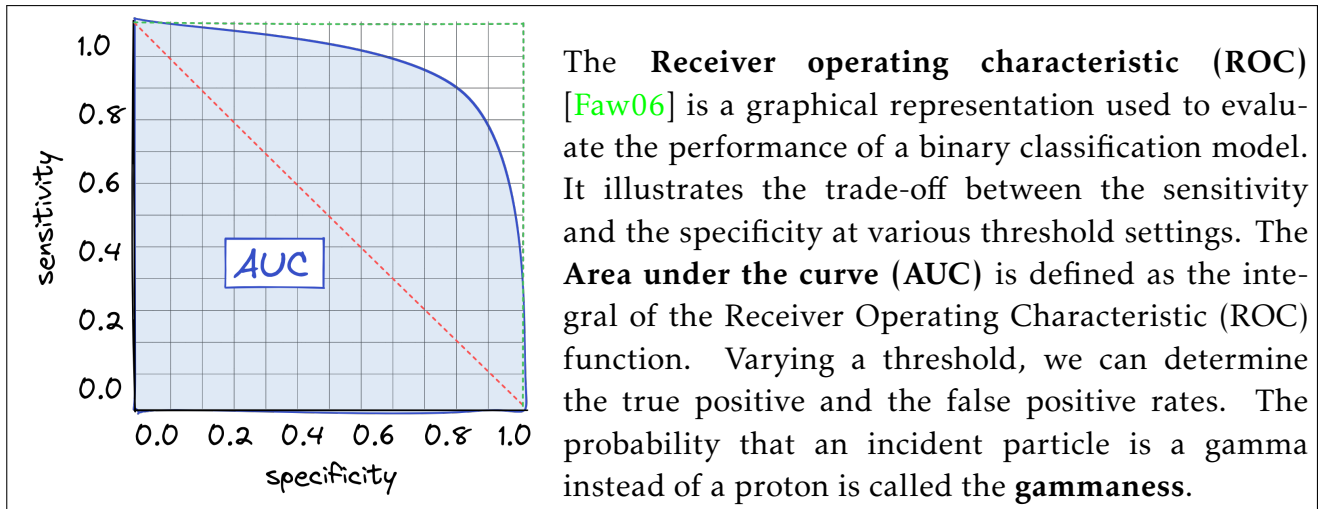 1.0
0.8
0.6
0.4
0.2
0.0
sensitivity
AUC
0.0 0.2 0.4 0.6 0.8 1.0
specificity
The Receiver operating characteristic (ROC)
[Faw06] is a graphical representation used to evalu-
ate the performance of a binary classification model.
It illustrates the trade-off between the sensitivity
and the specificity at various threshold settings. The
Area under the curve (AUC) is defined as the inte-
gral of the Receiver Operating Characteristic (ROC)
function. Varying a threshold, we can determine
the true positive and the false positive rates. The
probability that an incident particle is a gamma
instead of a proton is called the gammaness.